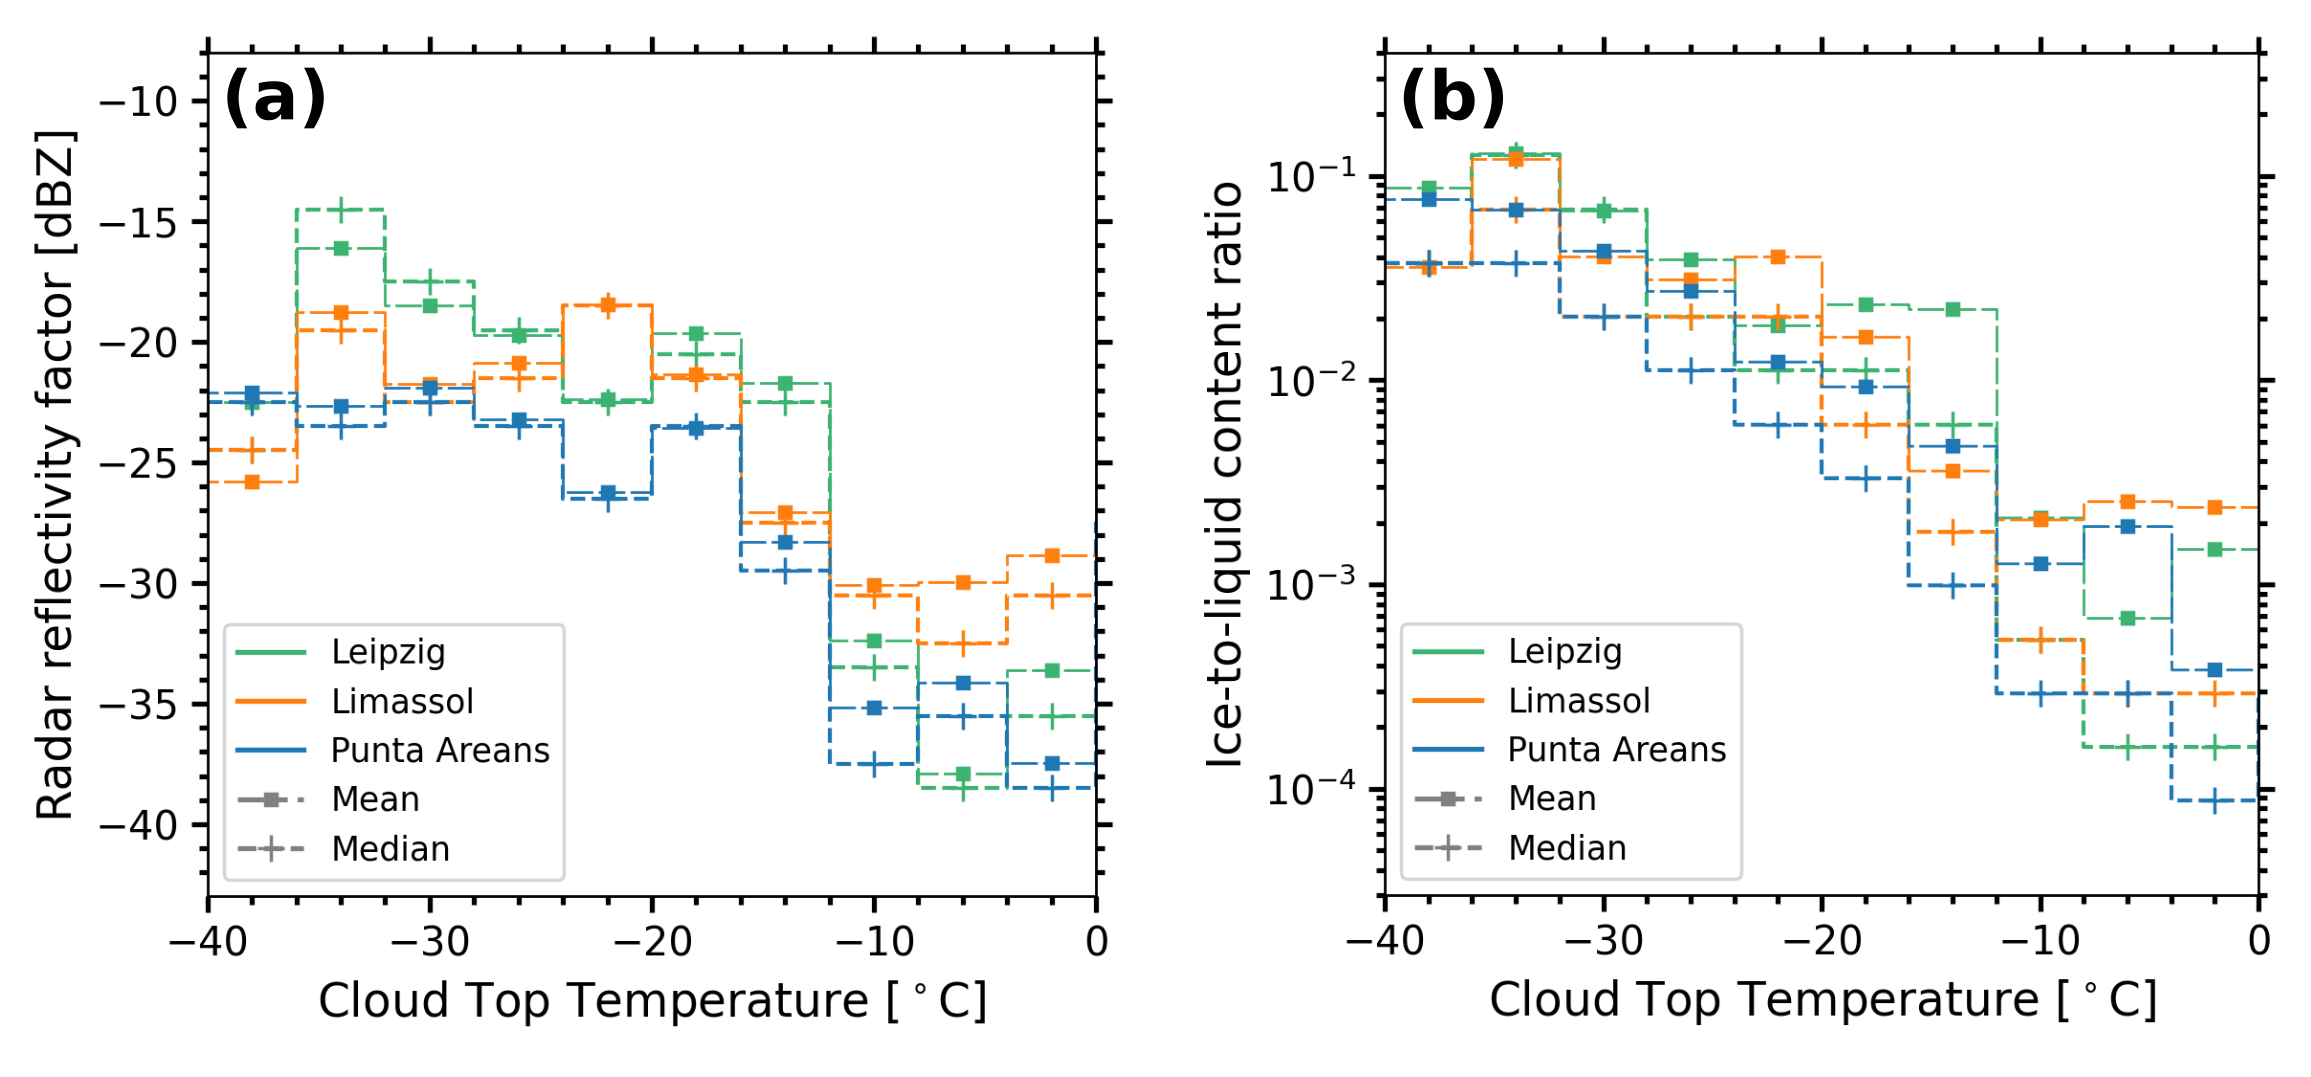 (a)
Radar reflectivity factor [dBZ]
−10
−15
−20
−25
−30
−35
−40
Leipzig
Limassol
Punta Areans
Mean
Median
−40 −30 −20 −10 0
Cloud Top Temperature [°C]
(b)
Ice-to-liquid content ratio
10⁻¹
10⁻²
10⁻³
10⁻⁴
Leipzig
Limassol
Punta Areans
Mean
Median
−40 −30 −20 −10 0
Cloud Top Temperature [°C]